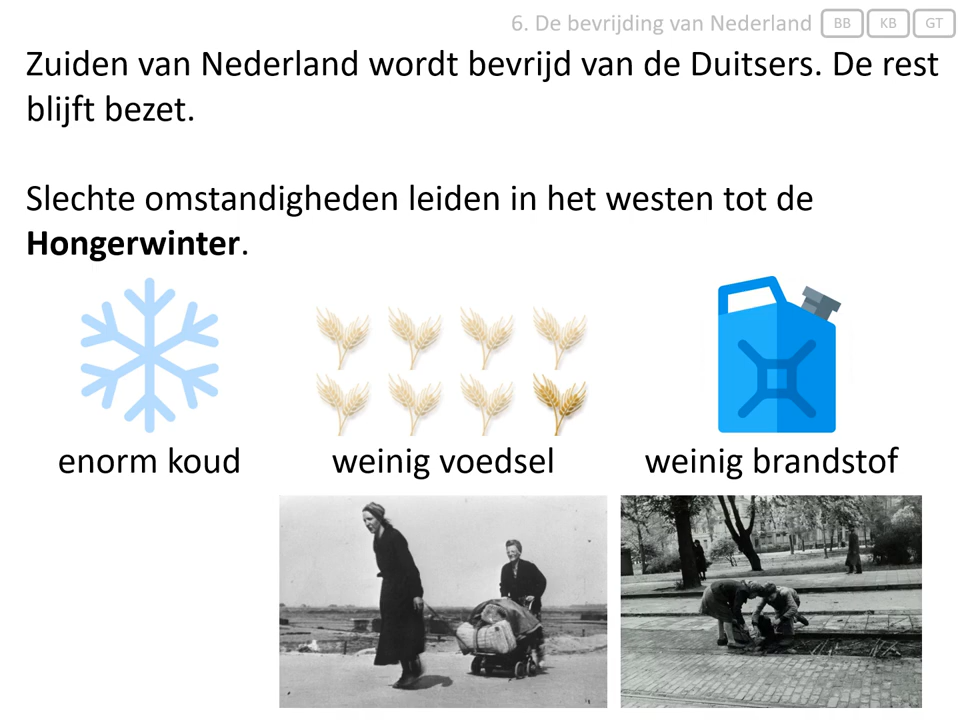 6. De bevrijding van Nederland BB KB GT
Zuiden van Nederland wordt bevrijd van de Duitsers. De rest
blijft bezet.
Slechte omstandigheden leiden in het westen tot de
Hongerwinter.
enorm koud weinig voedsel weinig brandstof